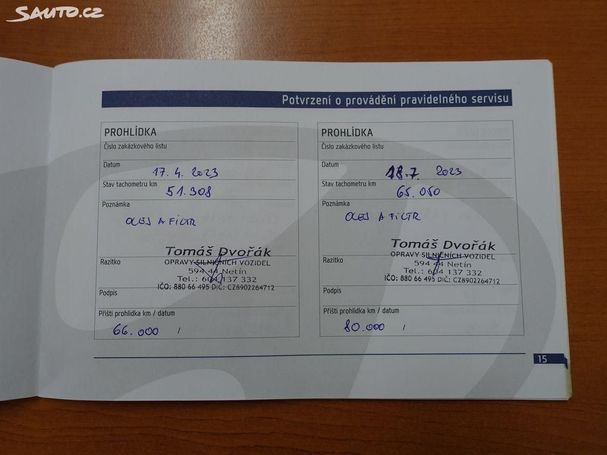 SAUTO.CZ
Potvrzení o provádění pravidelného servisu
PROHLÍDKA
Číslo zakázkového listu
Datum
17. 4. 2023
Stav tachometru km
51.308
Poznámka
OLEJ A FILTR
Tomáš Dvořák
OPRAVY SILNIČNÍCH VOZIDEL
Razítko
594 44 Netín
Tel.: 604 137 332
IČO: 880 66 495 DIČ: CZ8902264712
Podpis
Příští prohlídka km / datum
66.000 /
PROHLÍDKA
Číslo zakázkového listu
Datum
18.7 2023
Stav tachometru km
65.050
Poznámka
OLEJ A FILTR
Tomáš Dvořák
OPRAVY SILNIČNÍCH VOZIDEL
Razítko
594 44 Netín
Tel.: 604 137 332
IČO: 880 66 495 DIČ: CZ8902264712
Podpis
Příští prohlídka km / datum
80.000 /
15